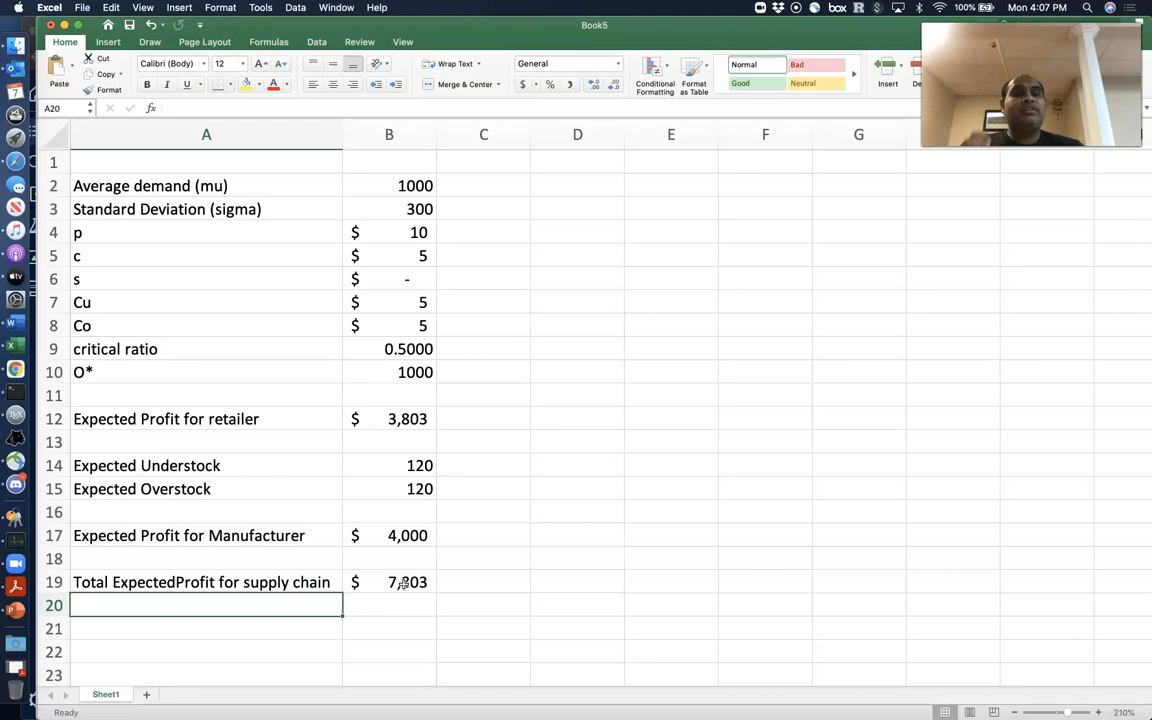 Excel File Edit View Insert Format Tools Data Window Help box 100% Mon 4:07 PM
Book5
Home Insert Draw Page Layout Formulas Data Review View
Paste Cut Copy Format Calibri (Body) 12 Wrap Text General Normal Bad Conditional Formatting Format as Table Insert
B I U Merge & Center $ % Good Neutral
A20 fx
A B C D E F G
1
2 Average demand (mu) 1000
3 Standard Deviation (sigma) 300
4 p $ 10
5 c $ 5
6 s $ -
7 Cu $ 5
8 Co $ 5
9 critical ratio 0.5000
10 O* 1000
11
12 Expected Profit for retailer $ 3,803
13
14 Expected Understock 120
15 Expected Overstock 120
16
17 Expected Profit for Manufacturer $ 4,000
18
19 Total ExpectedProfit for supply chain $ 7,803
20
21
22
23
Sheet1 +
Ready 210%